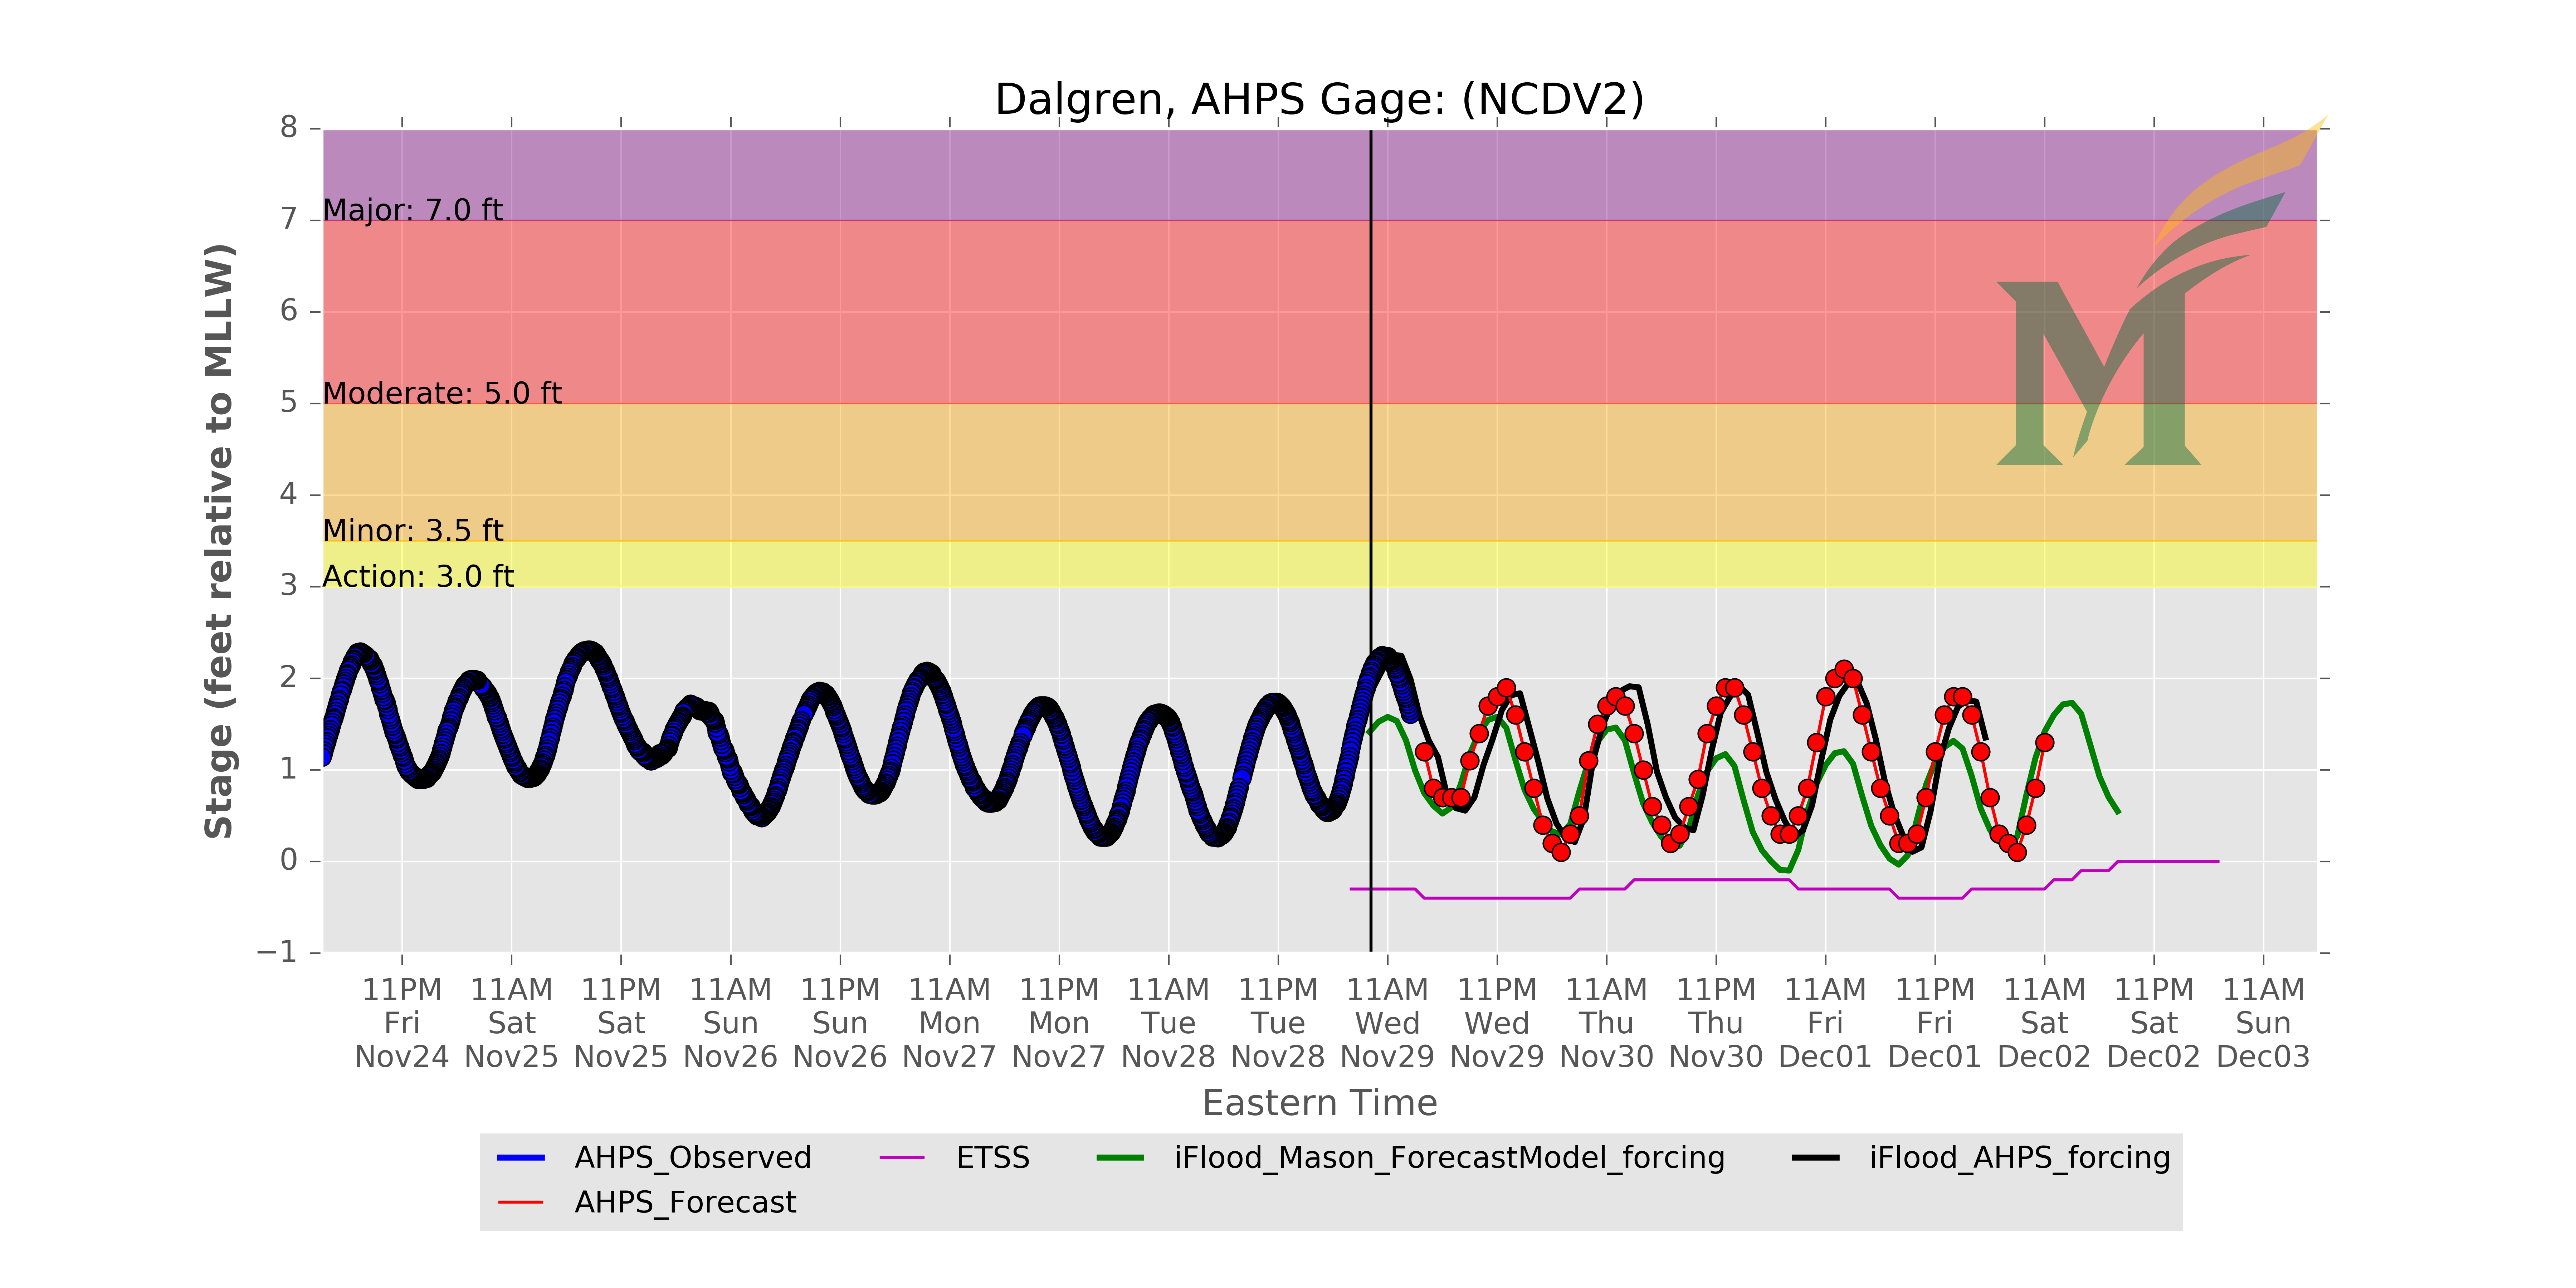 Dalgren, AHPS Gage: (NCDV2)
8
7
6
5
4
3
2
1
0
−1
Stage (feet relative to MLLW)
Major: 7.0 ft
Moderate: 5.0 ft
Minor: 3.5 ft
Action: 3.0 ft
M
11PM 11AM 11PM 11AM 11PM 11AM 11PM 11AM 11PM 11AM 11PM 11AM 11PM 11AM 11PM 11AM 11PM 11AM
Fri Sat Sat Sun Sun Mon Mon Tue Tue Wed Wed Thu Thu Fri Fri Sat Sat Sun
Nov24 Nov25 Nov25 Nov26 Nov26 Nov27 Nov27 Nov28 Nov28 Nov29 Nov29 Nov30 Nov30 Dec01 Dec01 Dec02 Dec02 Dec03
Eastern Time
AHPS_Observed ETSS iFlood_Mason_ForecastModel_forcing iFlood_AHPS_forcing
AHPS_Forecast